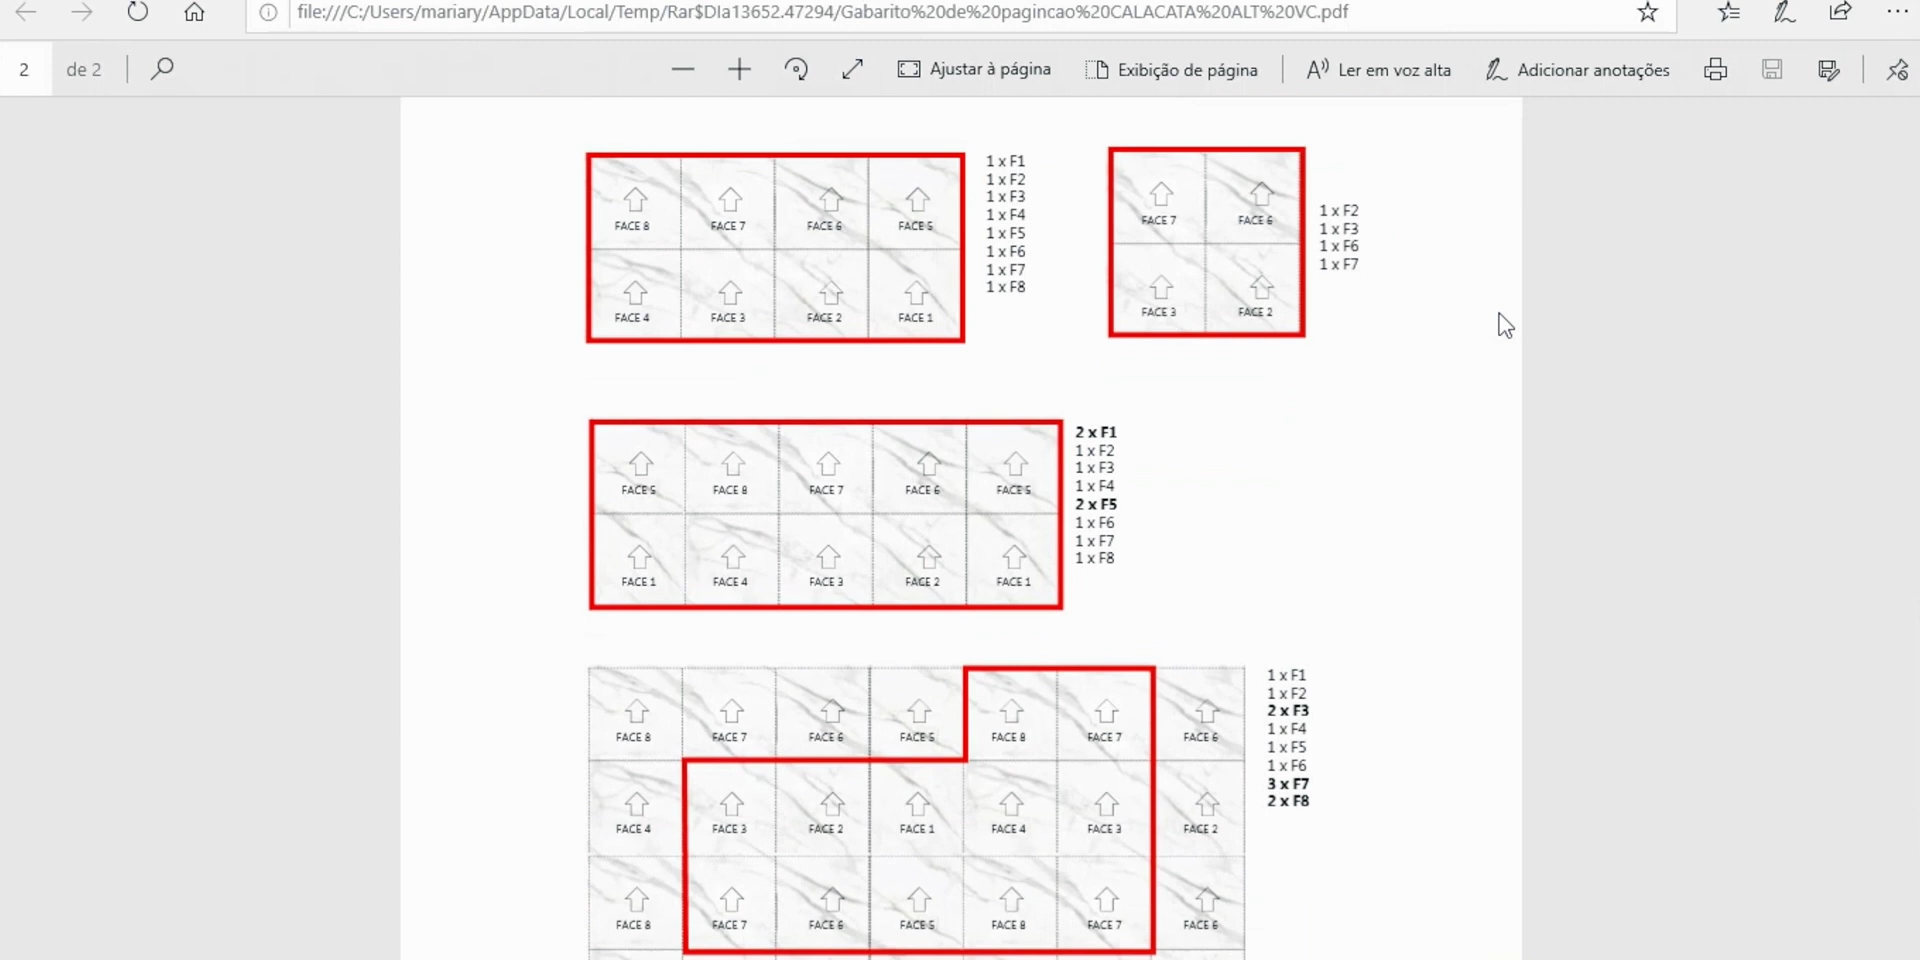 file:///C:/Users/mariary/AppData/Local/Temp/Rar$DIa13652.47294/Gabarito%20de%20pagincao%20CALACATA%20ALT%20VC.pdf
2 de 2 Ajustar à página Exibição de página Ler em voz alta Adicionar anotações
FACE 8 FACE 7 FACE 6 FACE 5
FACE 4 FACE 3 FACE 2 FACE 1
1 x F1
1 x F2
1 x F3
1 x F4
1 x F5
1 x F6
1 x F7
1 x F8
FACE 7 FACE 6
FACE 3 FACE 2
1 x F2
1 x F3
1 x F6
1 x F7
FACE 5 FACE 8 FACE 7 FACE 6 FACE 5
FACE 1 FACE 4 FACE 3 FACE 2 FACE 1
2 x F1
1 x F2
1 x F3
1 x F4
2 x F5
1 x F6
1 x F7
1 x F8
FACE 8 FACE 7 FACE 6 FACE 5 FACE 8 FACE 7 FACE 6
FACE 4 FACE 3 FACE 2 FACE 1 FACE 4 FACE 3 FACE 2
FACE 8 FACE 7 FACE 6 FACE 5 FACE 8 FACE 7 FACE 6
1 x F1
1 x F2
2 x F3
1 x F4
1 x F5
1 x F6
3 x F7
2 x F8